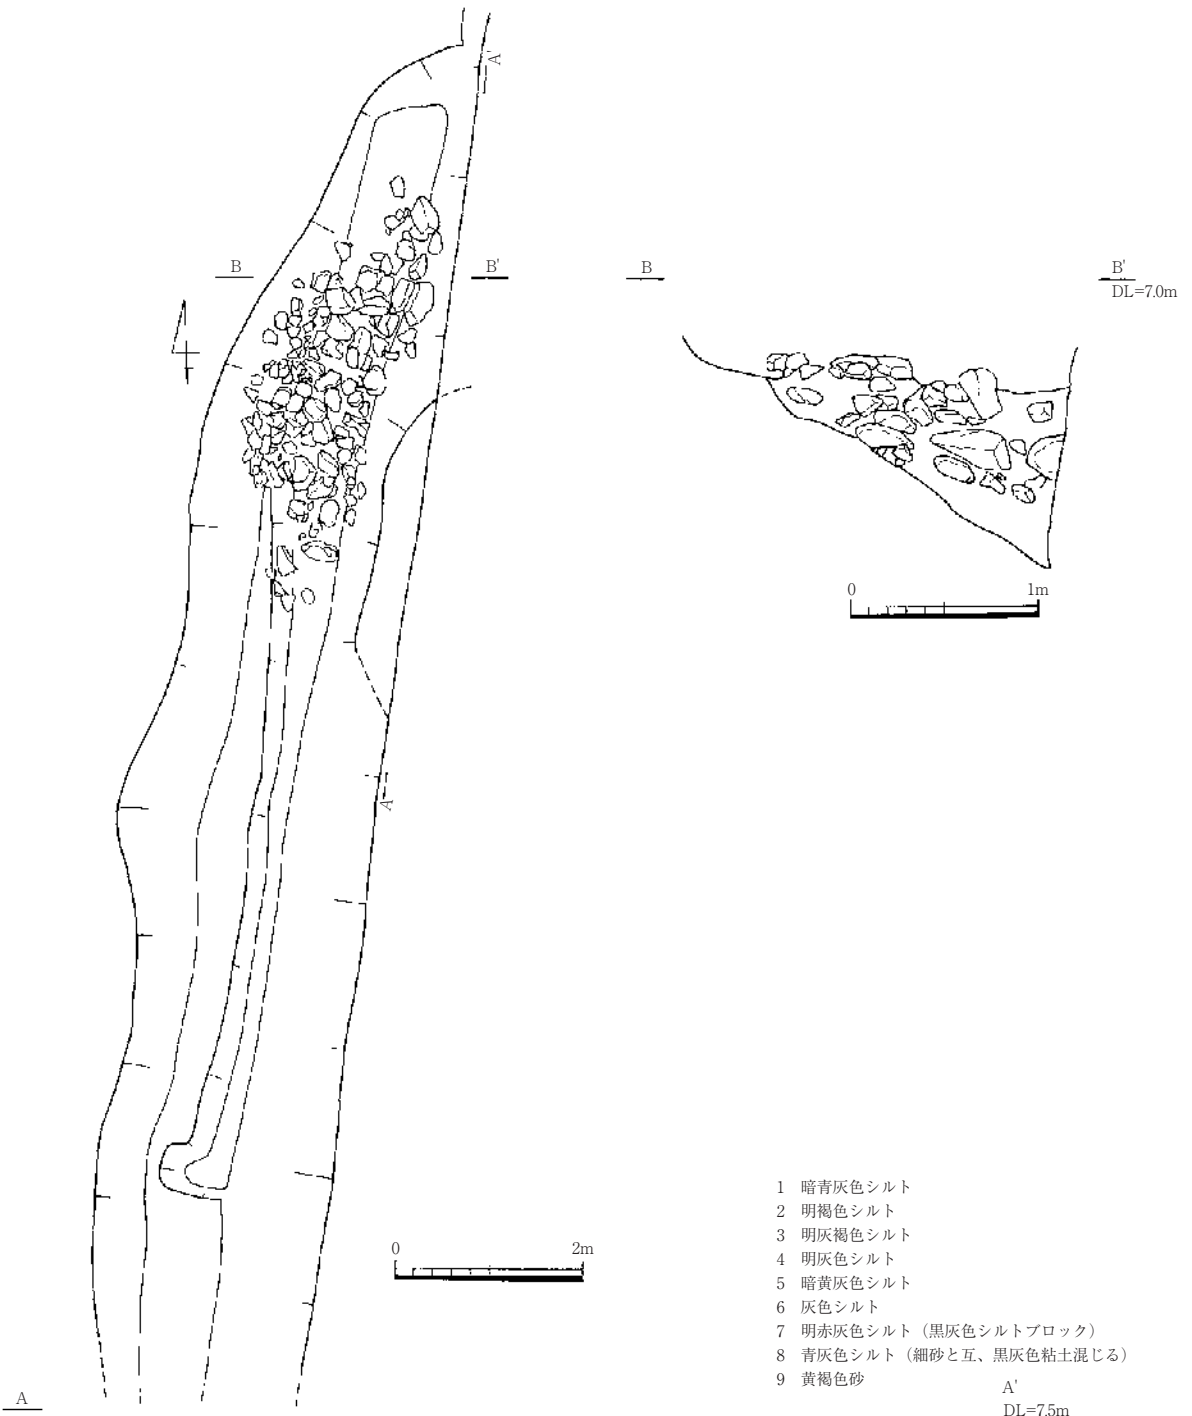 A'
B
B'
B
B'
DL=7.0m
0 1m
A
0 2m
1 暗青灰色シルト
2 明褐色シルト
3 明灰褐色シルト
4 明灰色シルト
5 暗黄灰色シルト
6 灰色シルト
7 明赤灰色シルト（黒灰色シルトブロック）
8 青灰色シルト（細砂と互、黒灰色粘土混じる）
9 黄褐色砂
A
A'
DL=7.5m